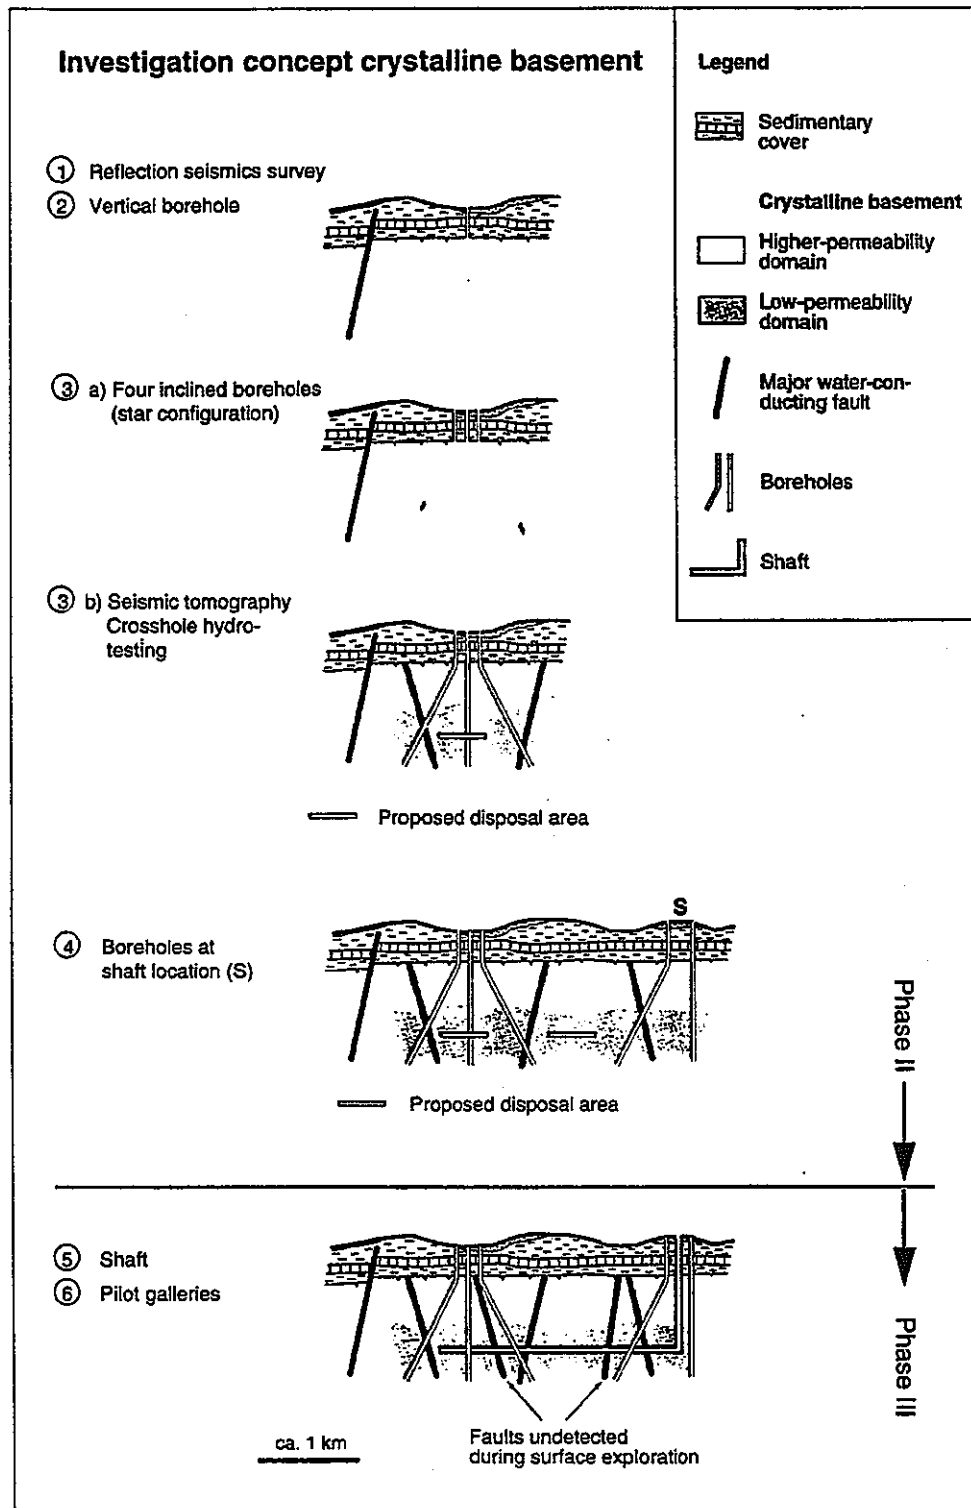 Investigation concept crystalline basement
① Reflection seismics survey
② Vertical borehole
③ a) Four inclined boreholes
(star configuration)
③ b) Seismic tomography
Crosshole hydro-
testing
Proposed disposal area
④ Boreholes at
shaft location (S)
S
Proposed disposal area
Phase II
⑤ Shaft
⑥ Pilot galleries
Phase III
Faults undetected
during surface exploration
ca. 1 km
Legend
Sedimentary
cover
Crystalline basement
Higher-permeability
domain
Low-permeability
domain
Major water-con-
ducting fault
Boreholes
Shaft